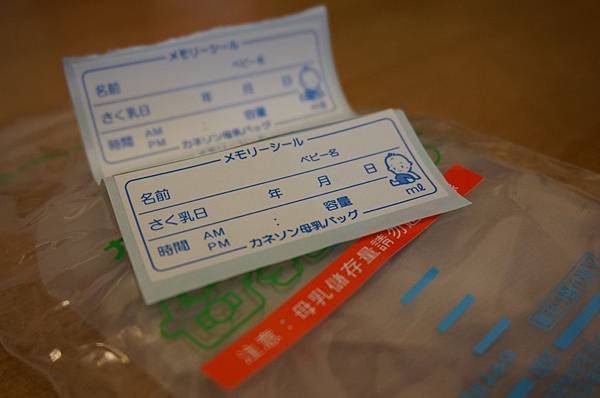 メモリーシール
ベビー名
名前
さく乳日 年 月 日
時間 AM PM : 容量 ml
カネソン母乳バッグ
メモリーシール
ベビー名
名前
さく乳日 年 月 日
時間 AM PM : 容量 ml
カネソン母乳バッグ
注意：母乳儲存量請勿